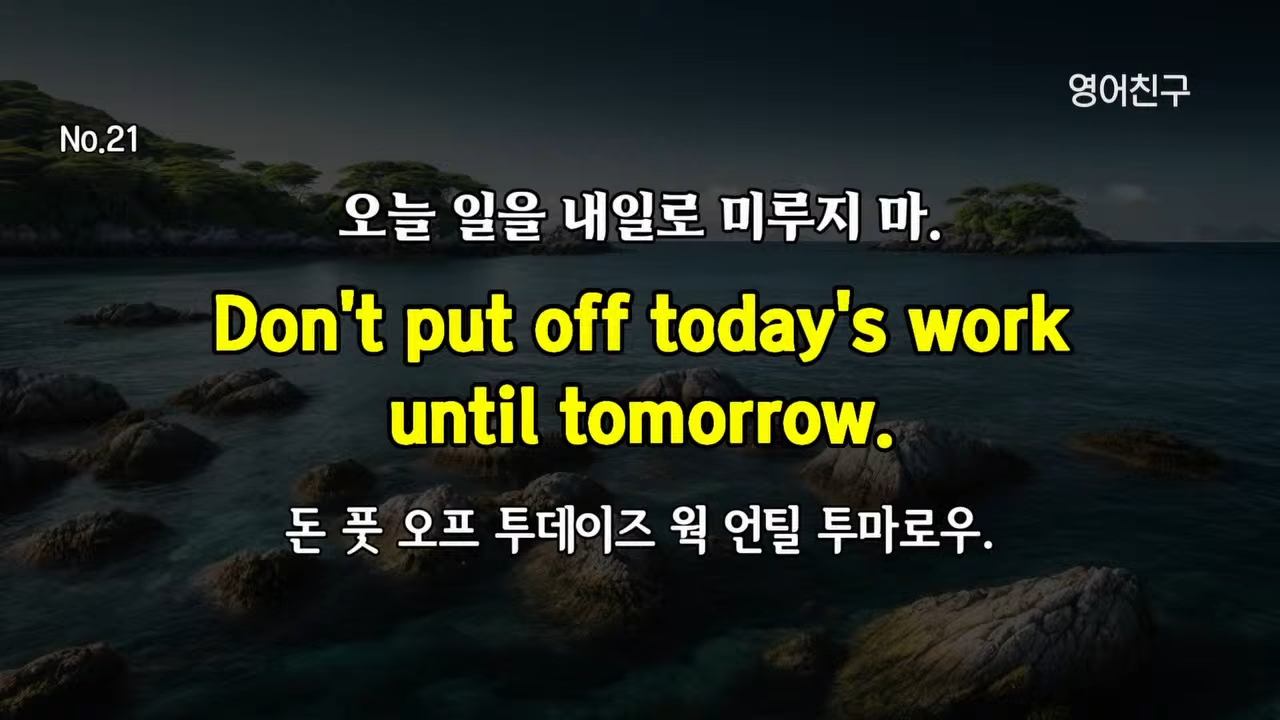 영어친구
No.21
오늘 일을 내일로 미루지 마.
Don't put off today's work
until tomorrow.
돈 풋 오프 투데이즈 웍 언틸 투마로우.